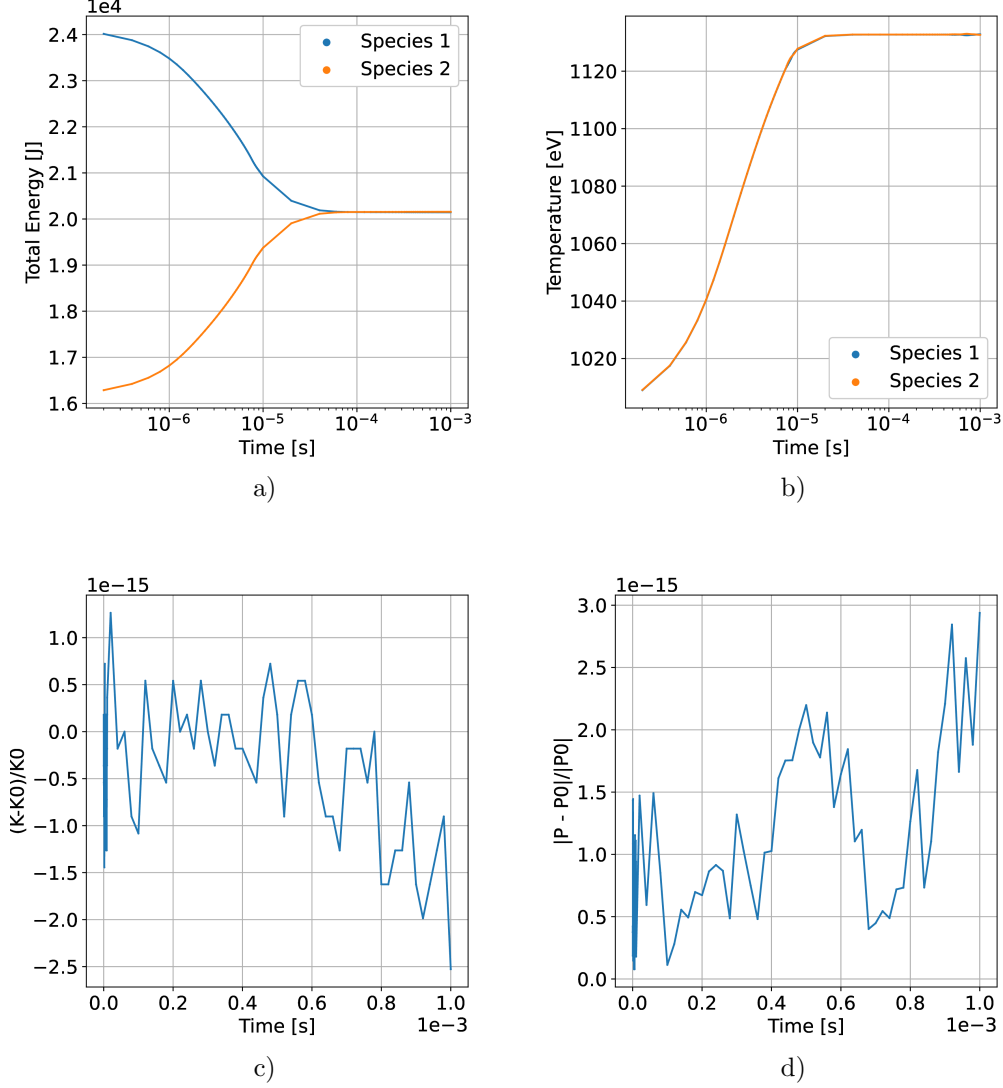 1e4
Total Energy [J]
2.4
2.3
2.2
2.1
2.0
1.9
1.8
1.7
1.6
Species 1
Species 2
10⁻⁶ 10⁻⁵ 10⁻⁴ 10⁻³
Time [s]
a)
Temperature [eV]
1120
1100
1080
1060
1040
1020
Species 1
Species 2
10⁻⁶ 10⁻⁵ 10⁻⁴ 10⁻³
Time [s]
b)
1e−15
(K-K0)/K0
1.0
0.5
0.0
−0.5
−1.0
−1.5
−2.0
−2.5
0.0 0.2 0.4 0.6 0.8 1.0
Time [s]
1e−3
c)
1e−15
|P - P0|/|P0|
3.0
2.5
2.0
1.5
1.0
0.5
0.0
0.0 0.2 0.4 0.6 0.8 1.0
Time [s]
1e−3
d)